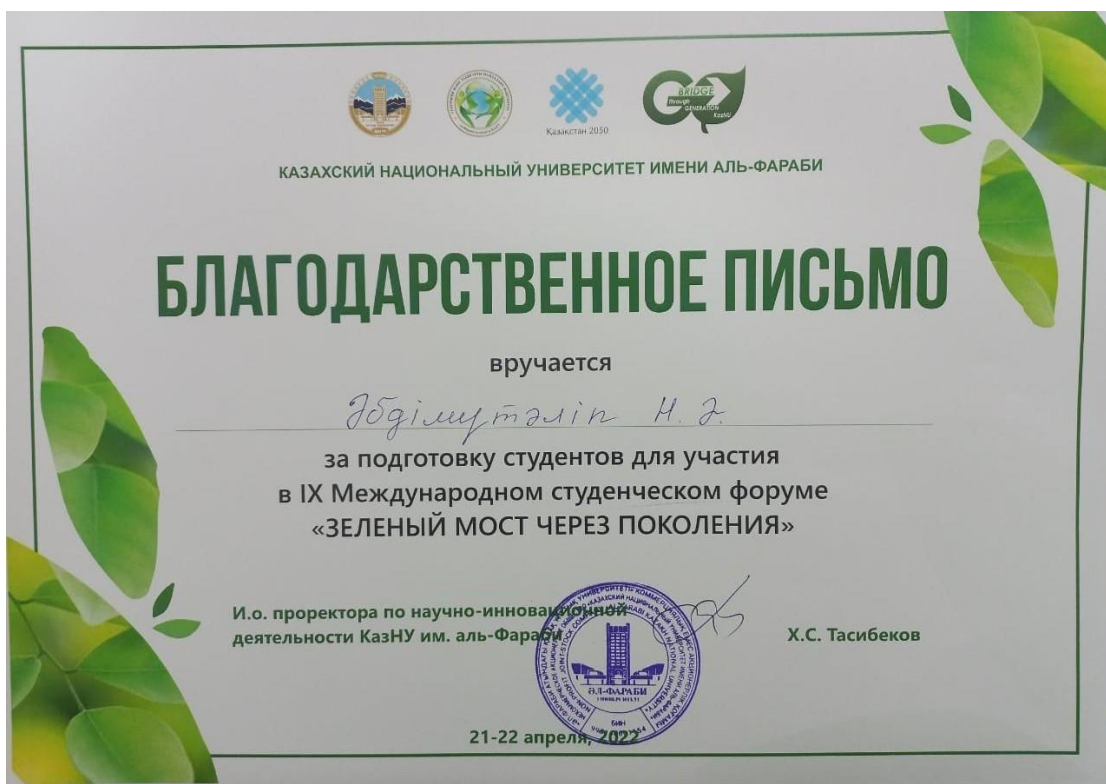 Қазақстан 2050
BRIDGE
Through
GENERATION
KazNU
КАЗАХСКИЙ НАЦИОНАЛЬНЫЙ УНИВЕРСИТЕТ ИМЕНИ АЛЬ-ФАРАБИ
БЛАГОДАРСТВЕННОЕ ПИСЬМО
вручается
Әбдімутәліп Н. Ә.
за подготовку студентов для участия
в IX Международном студенческом форуме
«ЗЕЛЕНЫЙ МОСТ ЧЕРЕЗ ПОКОЛЕНИЯ»
И.о. проректора по научно-инновационной
деятельности КазНУ им. аль-Фараби
Х.С. Тасибеков
ӘЛ-ФАРАБИ
БИН
21-22 апреля, 2022